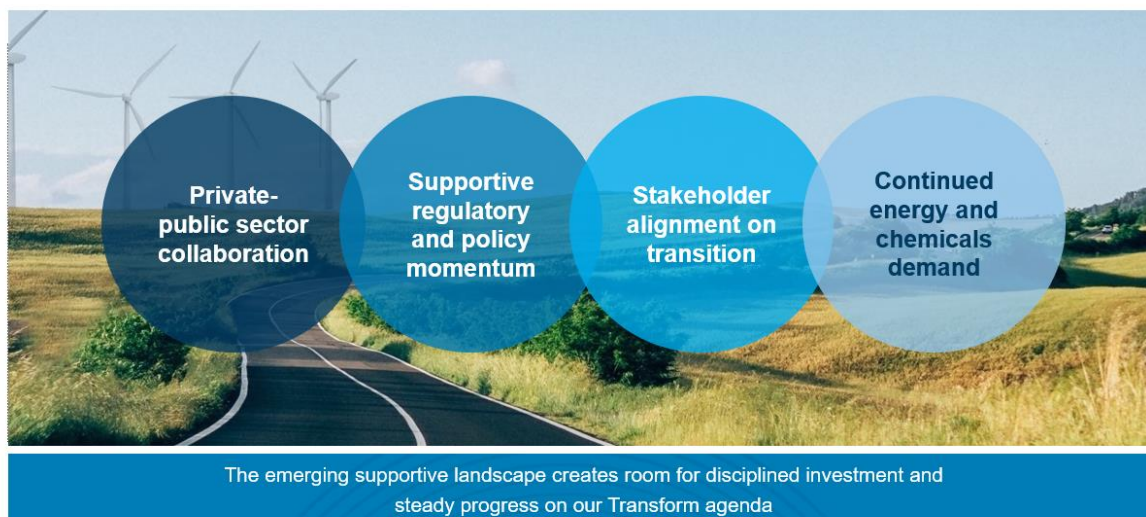 Private-
public sector
collaboration
Supportive
regulatory
and policy
momentum
Stakeholder
alignment on
transition
Continued
energy and
chemicals
demand
The emerging supportive landscape creates room for disciplined investment and
steady progress on our Transform agenda